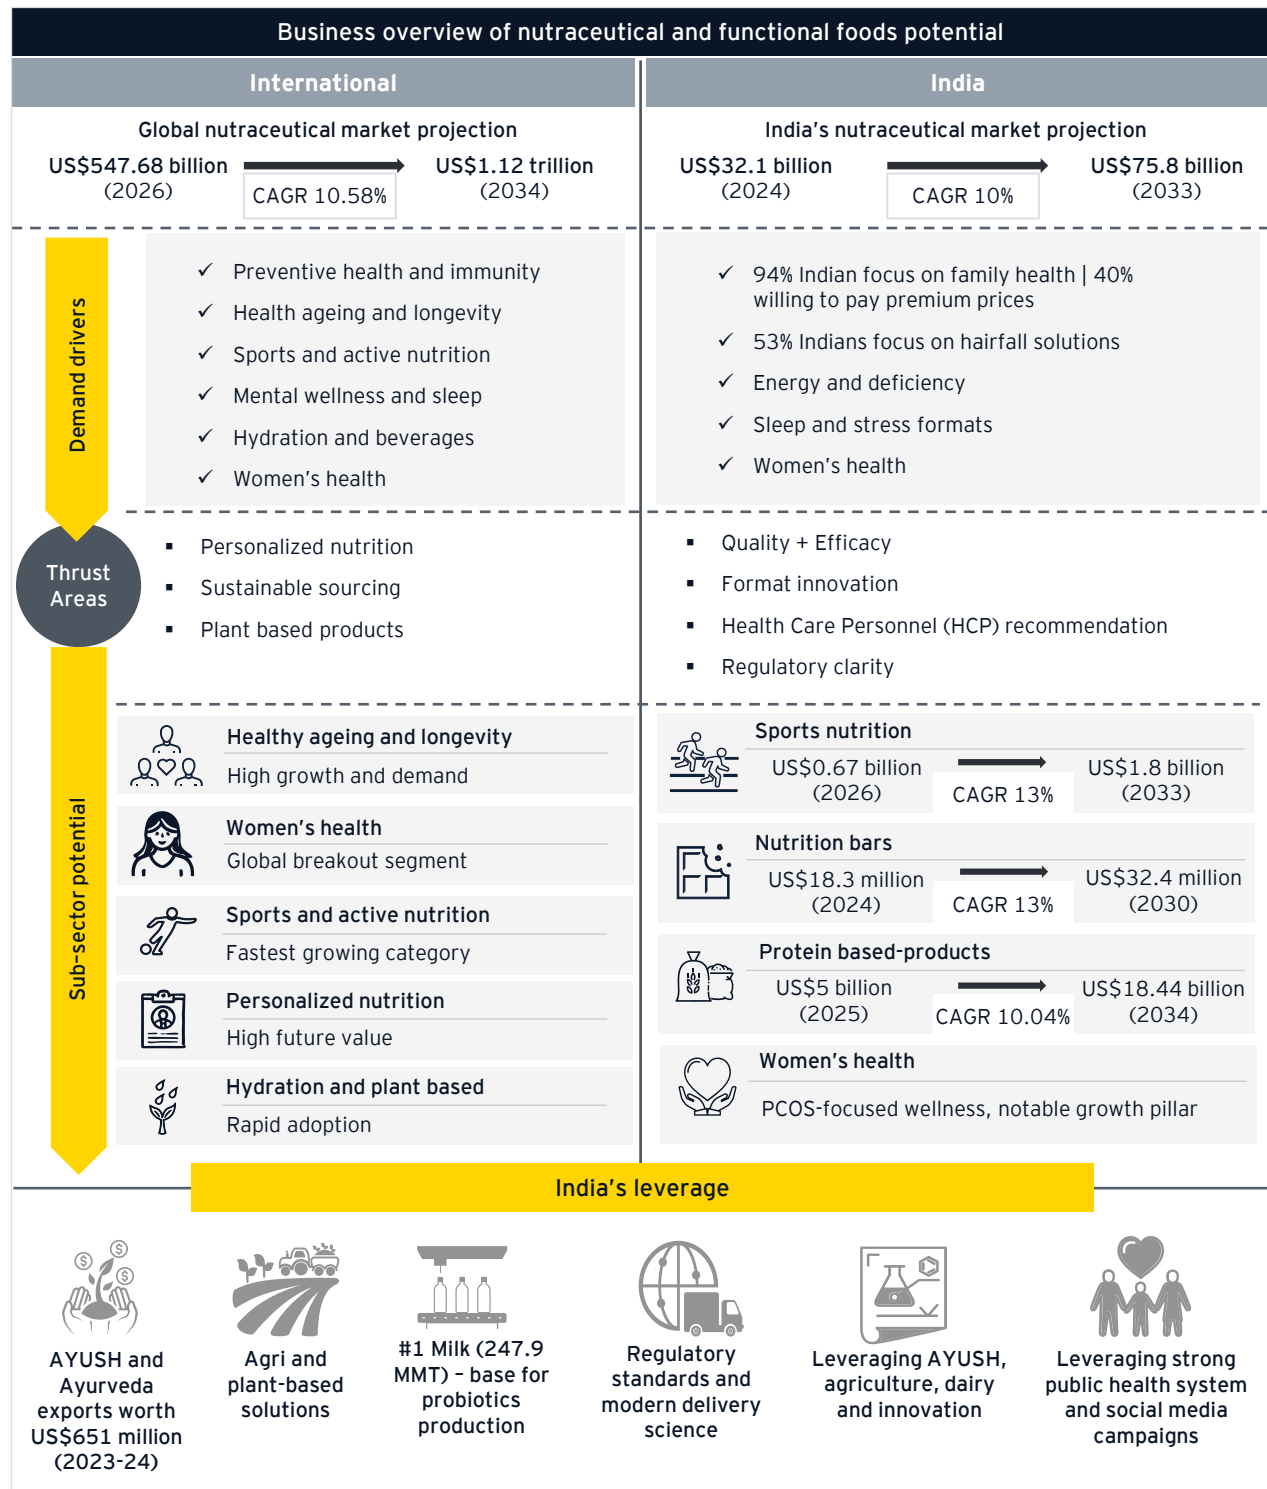 Business overview of nutraceutical and functional foods potential
International
Global nutraceutical market projection
US$547.68 billion
(2026)
CAGR 10.58%
US$1.12 trillion
(2034)
India
India's nutraceutical market projection
US$32.1 billion
(2024)
CAGR 10%
US$75.8 billion
(2033)
Demand drivers
✓ Preventive health and immunity
✓ Health ageing and longevity
✓ Sports and active nutrition
✓ Mental wellness and sleep
✓ Hydration and beverages
✓ Women's health
✓ 94% Indian focus on family health | 40%
willing to pay premium prices
✓ 53% Indians focus on hairfall solutions
✓ Energy and deficiency
✓ Sleep and stress formats
✓ Women's health
Thrust
Areas
▪ Personalized nutrition
▪ Sustainable sourcing
▪ Plant based products
▪ Quality + Efficacy
▪ Format innovation
▪ Health Care Personnel (HCP) recommendation
▪ Regulatory clarity
Sub-sector potential
Healthy ageing and longevity
High growth and demand
Women's health
Global breakout segment
Sports and active nutrition
Fastest growing category
Personalized nutrition
High future value
Hydration and plant based
Rapid adoption
Sports nutrition
US$0.67 billion
(2026)
CAGR 13%
US$1.8 billion
(2033)
Nutrition bars
US$18.3 million
(2024)
CAGR 13%
US$32.4 million
(2030)
Protein based-products
US$5 billion
(2025)
CAGR 10.04%
US$18.44 billion
(2034)
Women's health
PCOS-focused wellness, notable growth pillar
India's leverage
$
$
$
AYUSH and
Ayurveda
exports worth
US$651 million
(2023-24)
Agri and
plant-based
solutions
#1 Milk (247.9
MMT) – base for
probiotics
production
Regulatory
standards and
modern delivery
science
Leveraging AYUSH,
agriculture, dairy
and innovation
Leveraging strong
public health system
and social media
campaigns